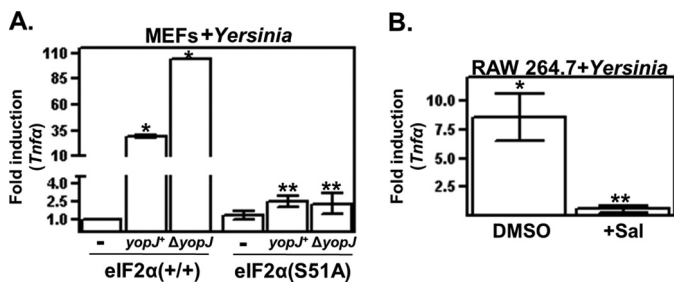 A.
MEFs+Yersinia
Fold induction
(Tnfα)
110
85
60
35
10
4.0
2.5
1.0
*
*
**
**
- yopJ⁺ ΔyopJ - yopJ⁺ ΔyopJ
eIF2α(+/+) eIF2α(S51A)
B.
RAW 264.7+Yersinia
Fold induction
(Tnfα)
10.0
7.5
5.0
2.5
*
**
DMSO +Sal